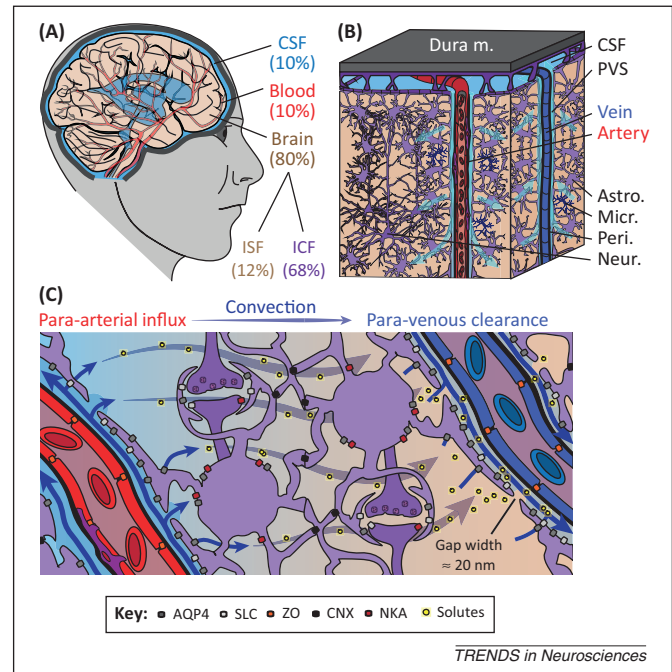 (A)
CSF
(10%)
Blood
(10%)
Brain
(80%)
ISF
(12%)
ICF
(68%)
(B)
Dura m.
CSF
PVS
Vein
Artery
Astro.
Micr.
Peri.
Neur.
(C)
Para-arterial influx
Convection
Para-venous clearance
Gap width
≈ 20 nm
Key: AQP4 SLC ZO CNX NKA Solutes
TRENDS in Neurosciences